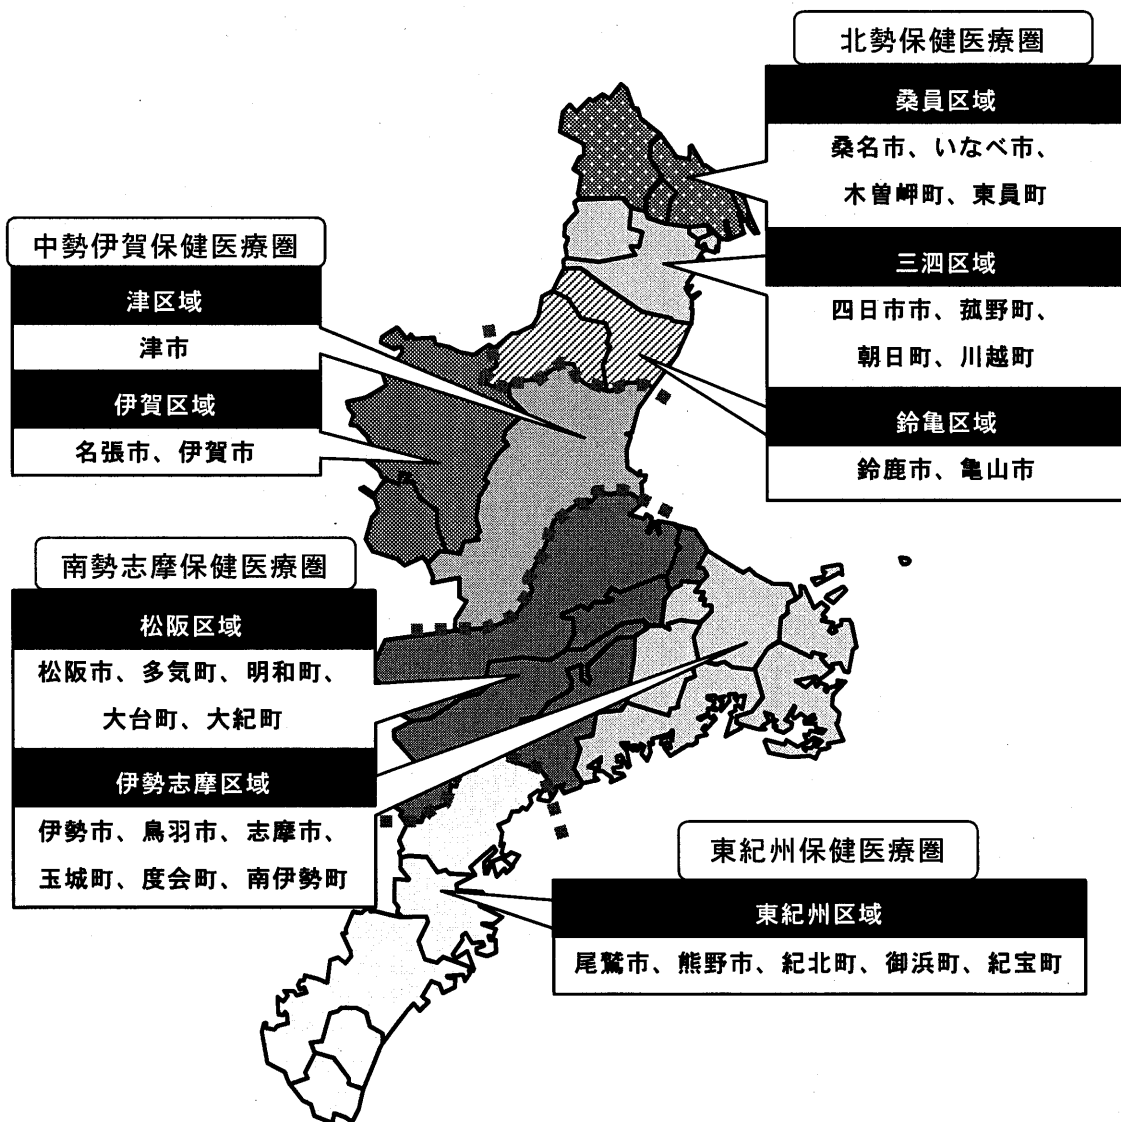 北勢保健医療圏
桑員区域
桑名市、いなべ市、
木曽岬町、東員町
三泗区域
四日市市、菰野町、
朝日町、川越町
鈴亀区域
鈴鹿市、亀山市
中勢伊賀保健医療圏
津区域
津市
伊賀区域
名張市、伊賀市
南勢志摩保健医療圏
松阪区域
松阪市、多気町、明和町、
大台町、大紀町
伊勢志摩区域
伊勢市、鳥羽市、志摩市、
玉城町、度会町、南伊勢町
東紀州保健医療圏
東紀州区域
尾鷲市、熊野市、紀北町、御浜町、紀宝町